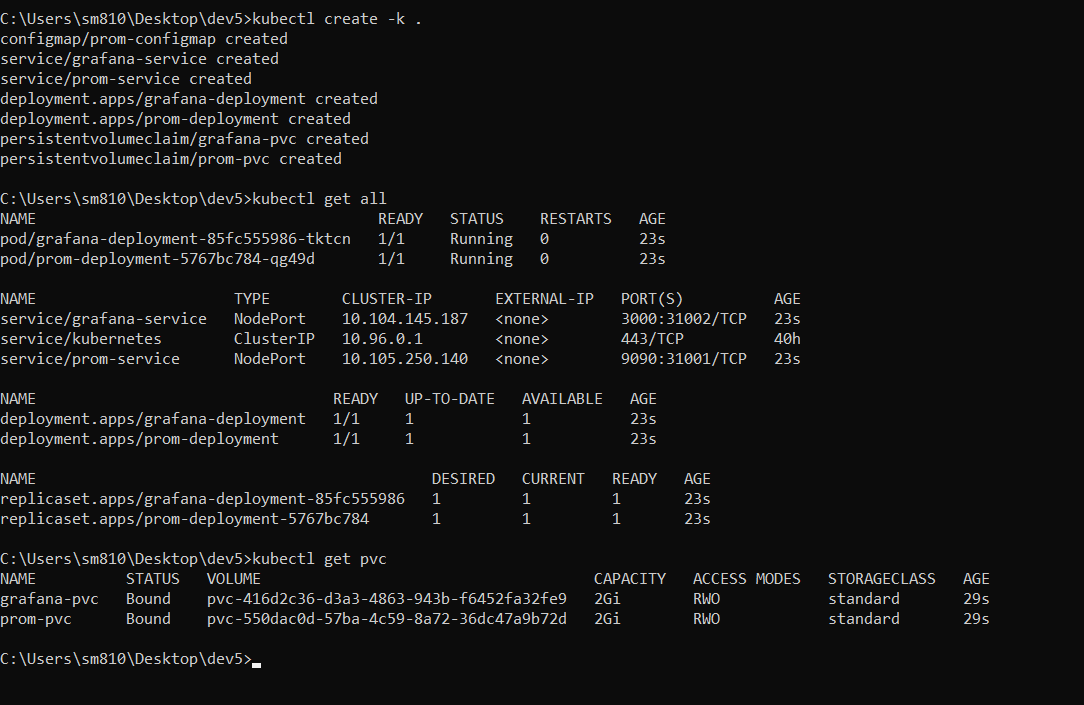 C:\Users\sm810\Desktop\dev5>kubectl create -k .
configmap/prom-configmap created
service/grafana-service created
service/prom-service created
deployment.apps/grafana-deployment created
deployment.apps/prom-deployment created
persistentvolumeclaim/grafana-pvc created
persistentvolumeclaim/prom-pvc created
C:\Users\sm810\Desktop\dev5>kubectl get all
NAME READY STATUS RESTARTS AGE
pod/grafana-deployment-85fc555986-tktcn 1/1 Running 0 23s
pod/prom-deployment-5767bc784-qg49d 1/1 Running 0 23s
NAME TYPE CLUSTER-IP EXTERNAL-IP PORT(S) AGE
service/grafana-service NodePort 10.104.145.187 <none> 3000:31002/TCP 23s
service/kubernetes ClusterIP 10.96.0.1 <none> 443/TCP 40h
service/prom-service NodePort 10.105.250.140 <none> 9090:31001/TCP 23s
NAME READY UP-TO-DATE AVAILABLE AGE
deployment.apps/grafana-deployment 1/1 1 1 23s
deployment.apps/prom-deployment 1/1 1 1 23s
NAME DESIRED CURRENT READY AGE
replicaset.apps/grafana-deployment-85fc555986 1 1 1 23s
replicaset.apps/prom-deployment-5767bc784 1 1 1 23s
C:\Users\sm810\Desktop\dev5>kubectl get pvc
NAME STATUS VOLUME CAPACITY ACCESS MODES STORAGECLASS AGE
grafana-pvc Bound pvc-416d2c36-d3a3-4863-943b-f6452fa32fe9 2Gi RWO standard 29s
prom-pvc Bound pvc-550dac0d-57ba-4c59-8a72-36dc47a9b72d 2Gi RWO standard 29s
C:\Users\sm810\Desktop\dev5>